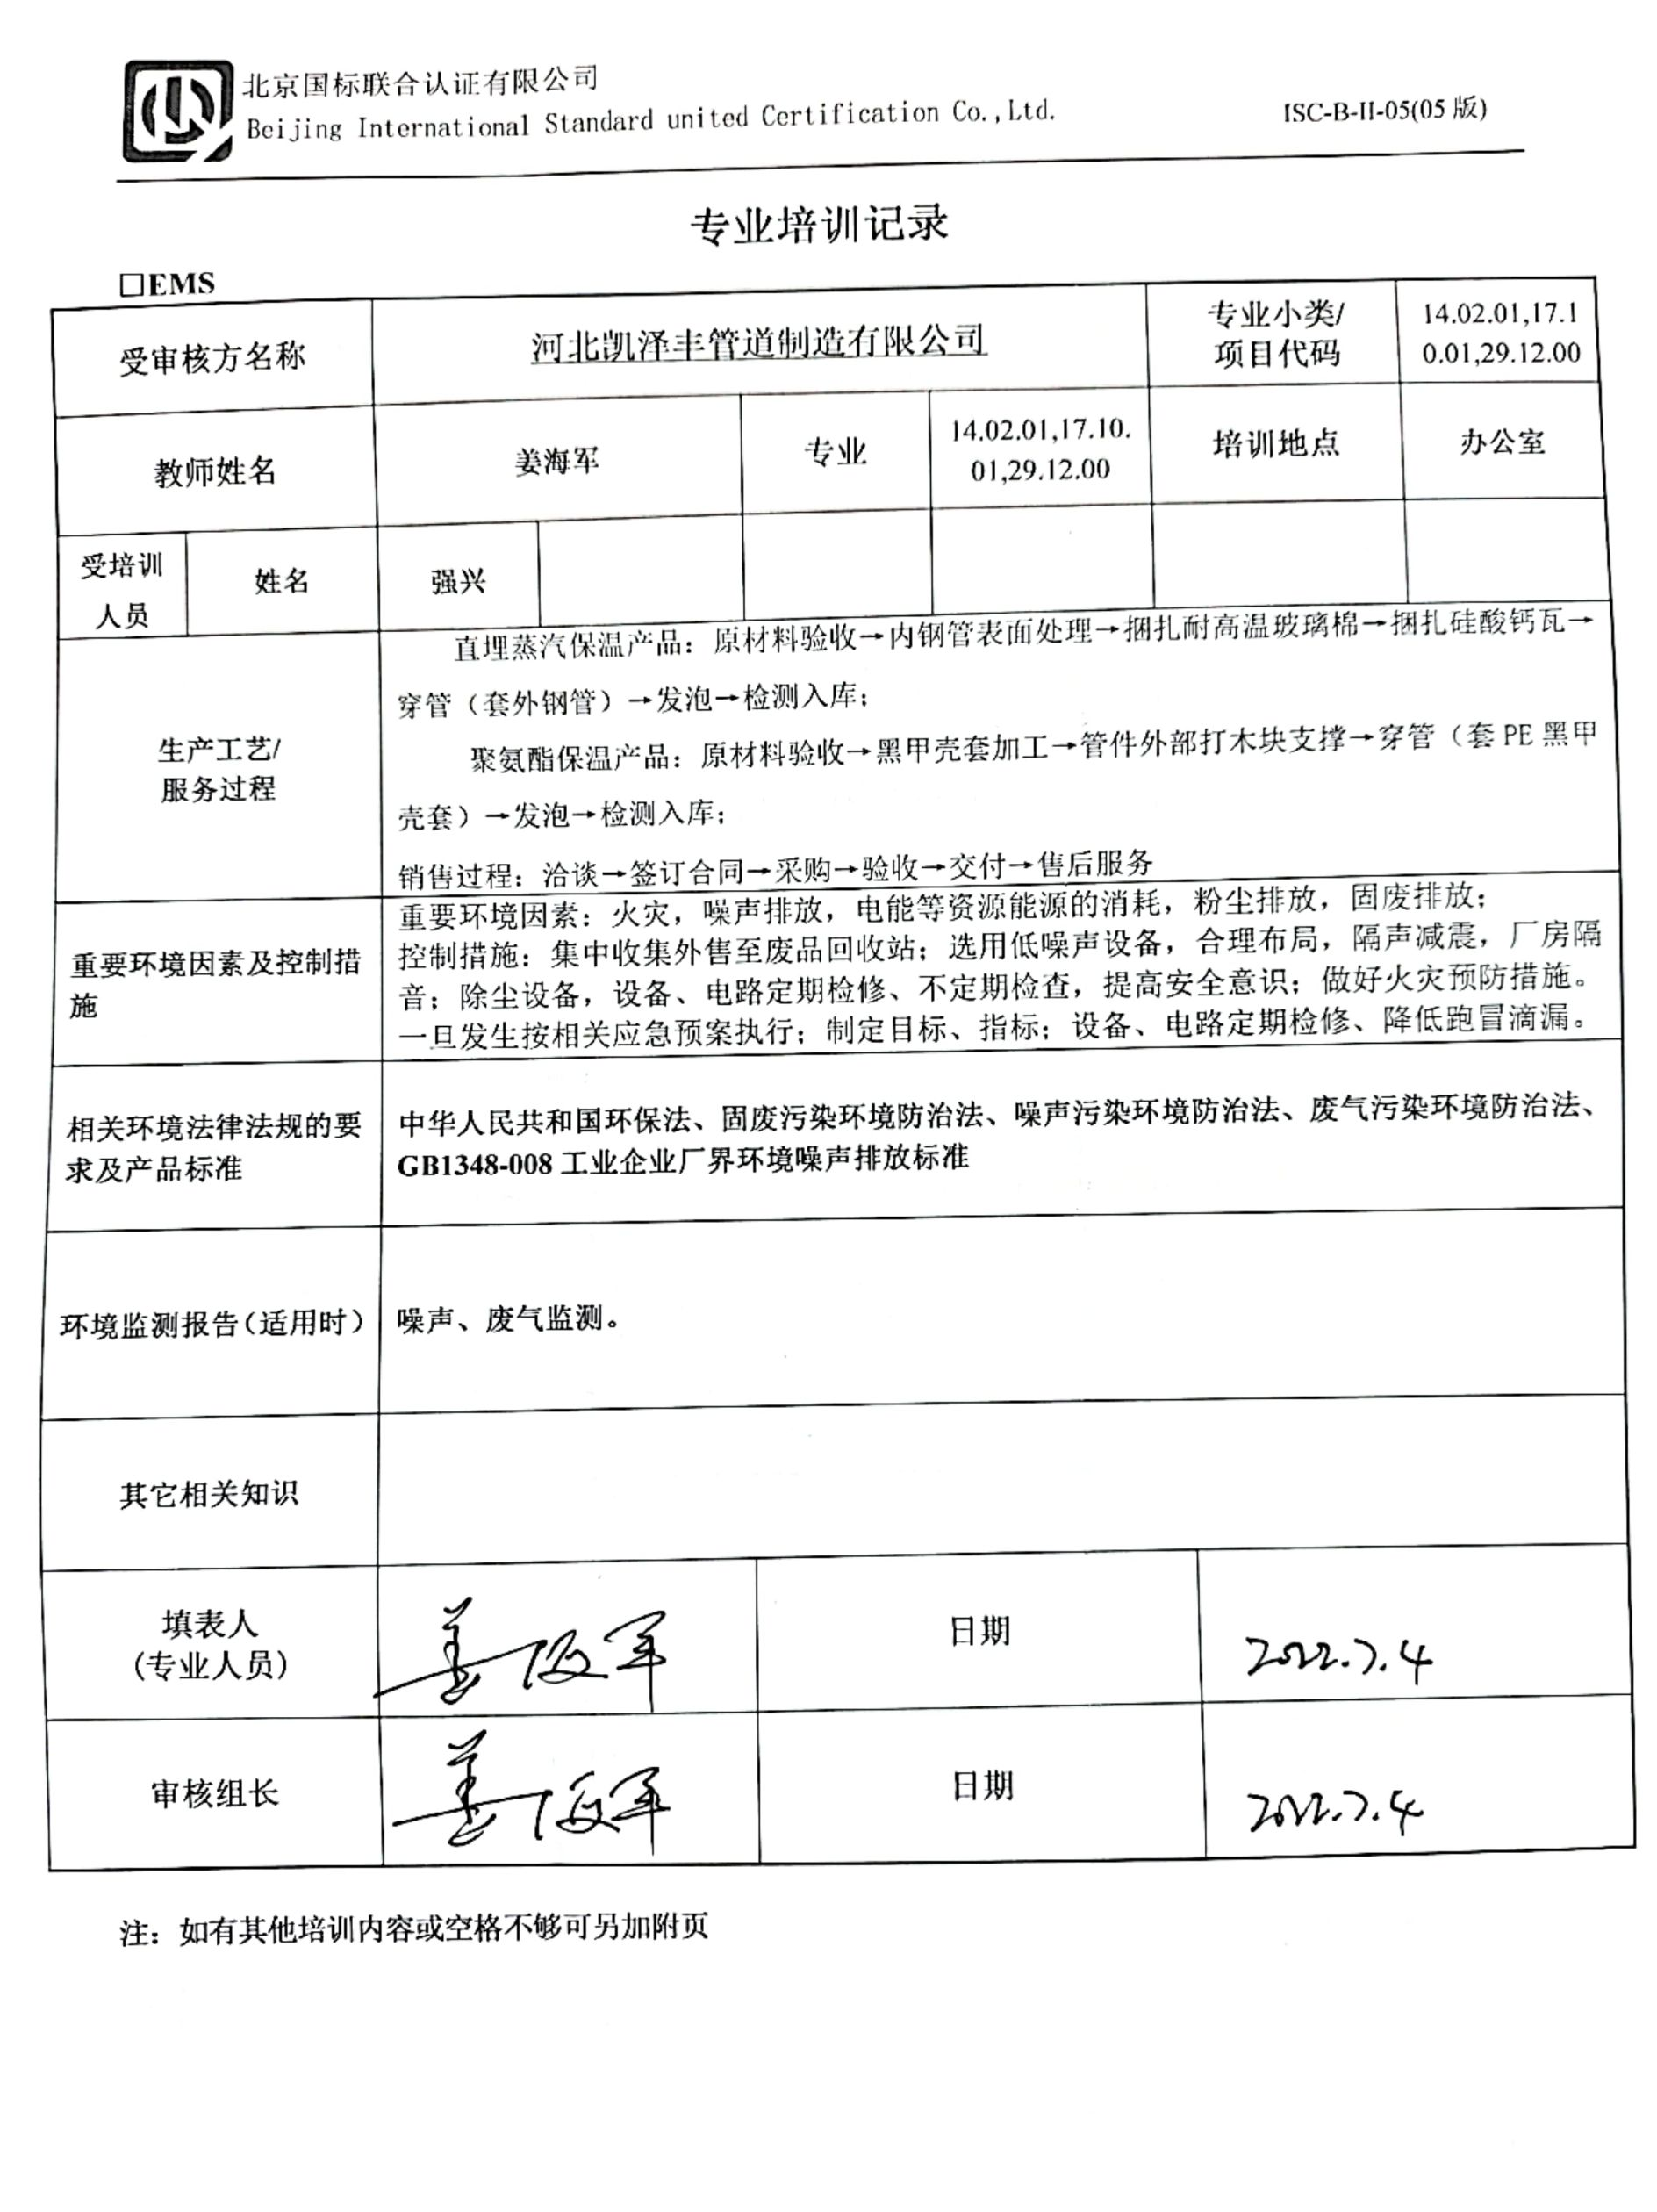 北京国标联合认证有限公司
Beijing International Standard united Certification Co.,Ltd.
ISC-B-II-05(05 版)
专业培训记录
□EMS
受审核方名称
河北凯泽丰管道制造有限公司
专业小类/
项目代码
14.02.01,17.1
0.01,29.12.00
教师姓名
姜海军
专业
14.02.01,17.10.
01,29.12.00
培训地点
办公室
受培训
人员
姓名
强兴
生产工艺/
服务过程
直埋蒸汽保温产品：原材料验收→内钢管表面处理→捆扎耐高温玻璃棉→捆扎硅酸钙瓦→
穿管（套外钢管）→发泡→检测入库；
聚氨酯保温产品：原材料验收→黑甲壳套加工→管件外部打木块支撑→穿管（套 PE 黑甲
壳套）→发泡→检测入库；
销售过程：洽谈→签订合同→采购→验收→交付→售后服务
重要环境因素及控制措
施
重要环境因素：火灾，噪声排放，电能等资源能源的消耗，粉尘排放，固废排放；
控制措施：集中收集外售至废品回收站；选用低噪声设备，合理布局，隔声减震，厂房隔
音；除尘设备，设备、电路定期检修、不定期检查，提高安全意识；做好火灾预防措施。
一旦发生按相关应急预案执行；制定目标、指标；设备、电路定期检修、降低跑冒滴漏。
相关环境法律法规的要
求及产品标准
中华人民共和国环保法、固废污染环境防治法、噪声污染环境防治法、废气污染环境防治法、
GB1348-008 工业企业厂界环境噪声排放标准
环境监测报告（适用时）
噪声、废气监测。
其它相关知识
填表人
（专业人员）
姜海军
日期
2022.7.4
审核组长
姜海军
日期
2022.7.4
注：如有其他培训内容或空格不够可另加附页